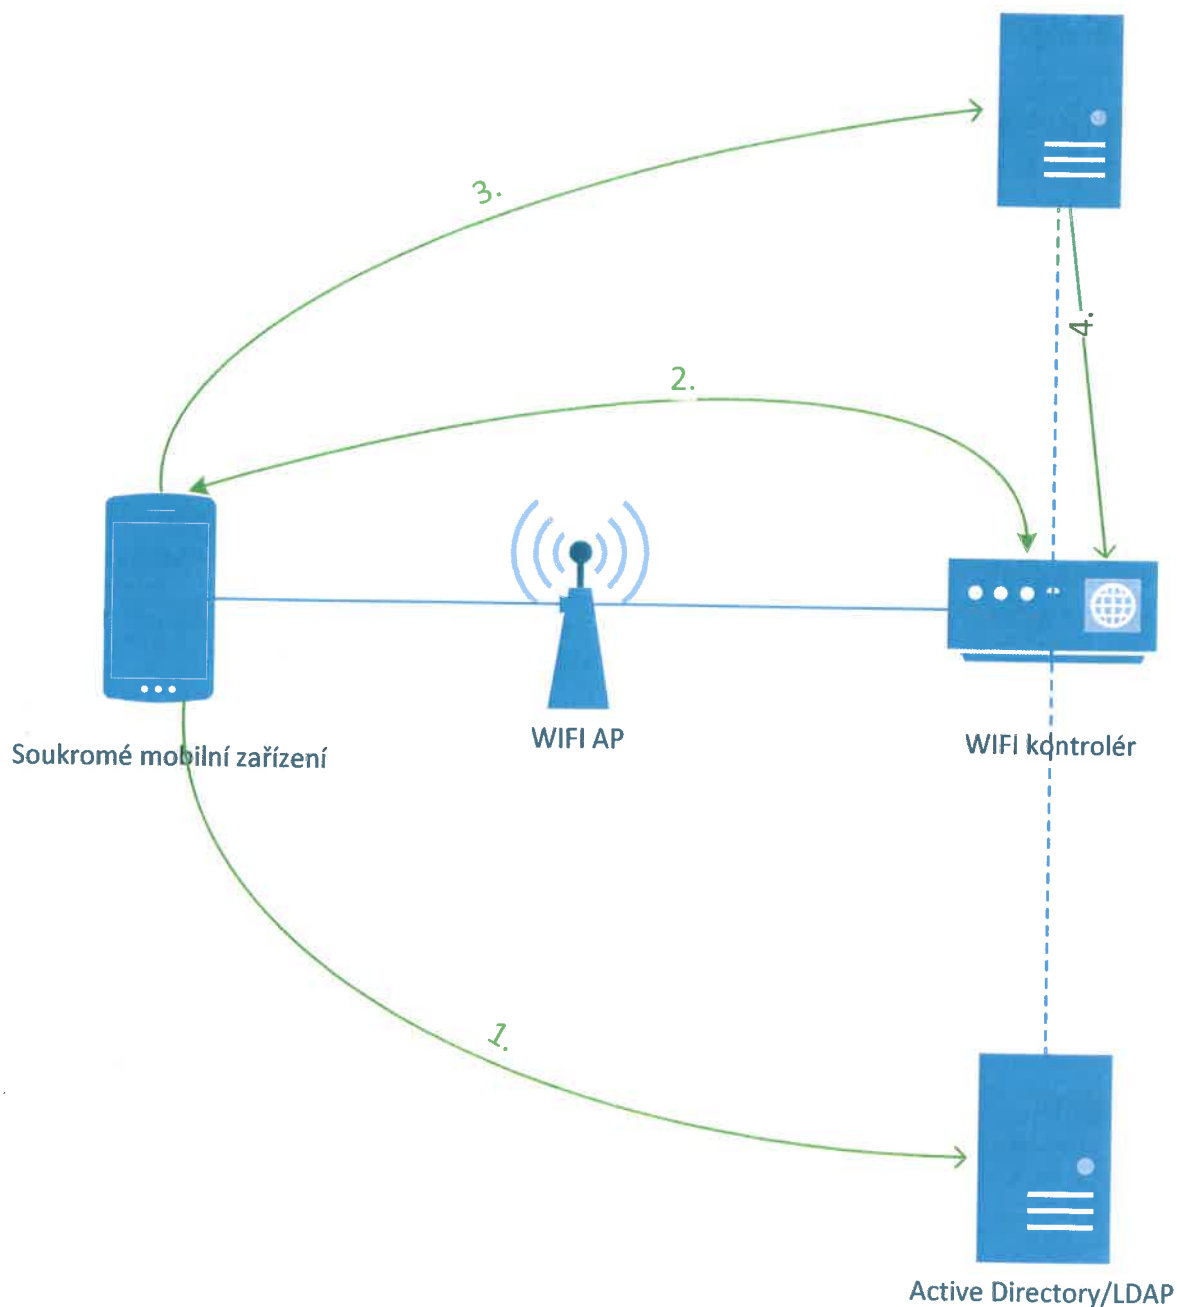 3.
4.
2.
WIFI AP
WIFI kontrolér
Soukromé mobilní zařízení
1.
Active Directory/LDAP